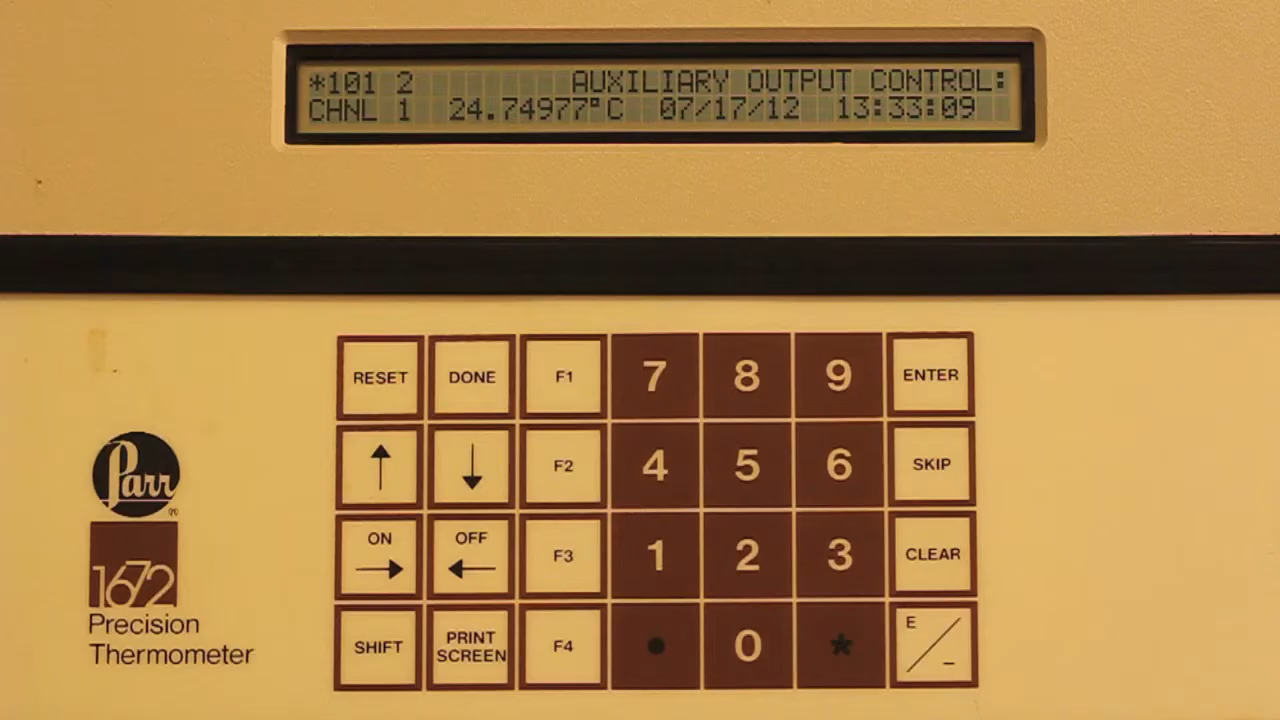 *101 2 AUXILIARY OUTPUT CONTROL:
CHNL 1 24.74977°C 07/17/12 13:33:09
RESET DONE F1 7 8 9 ENTER
↑ ↓ F2 4 5 6 SKIP
ON → OFF ← F3 1 2 3 CLEAR
SHIFT PRINT SCREEN F4 • 0 * E / −
Parr ®
1672
Precision
Thermometer